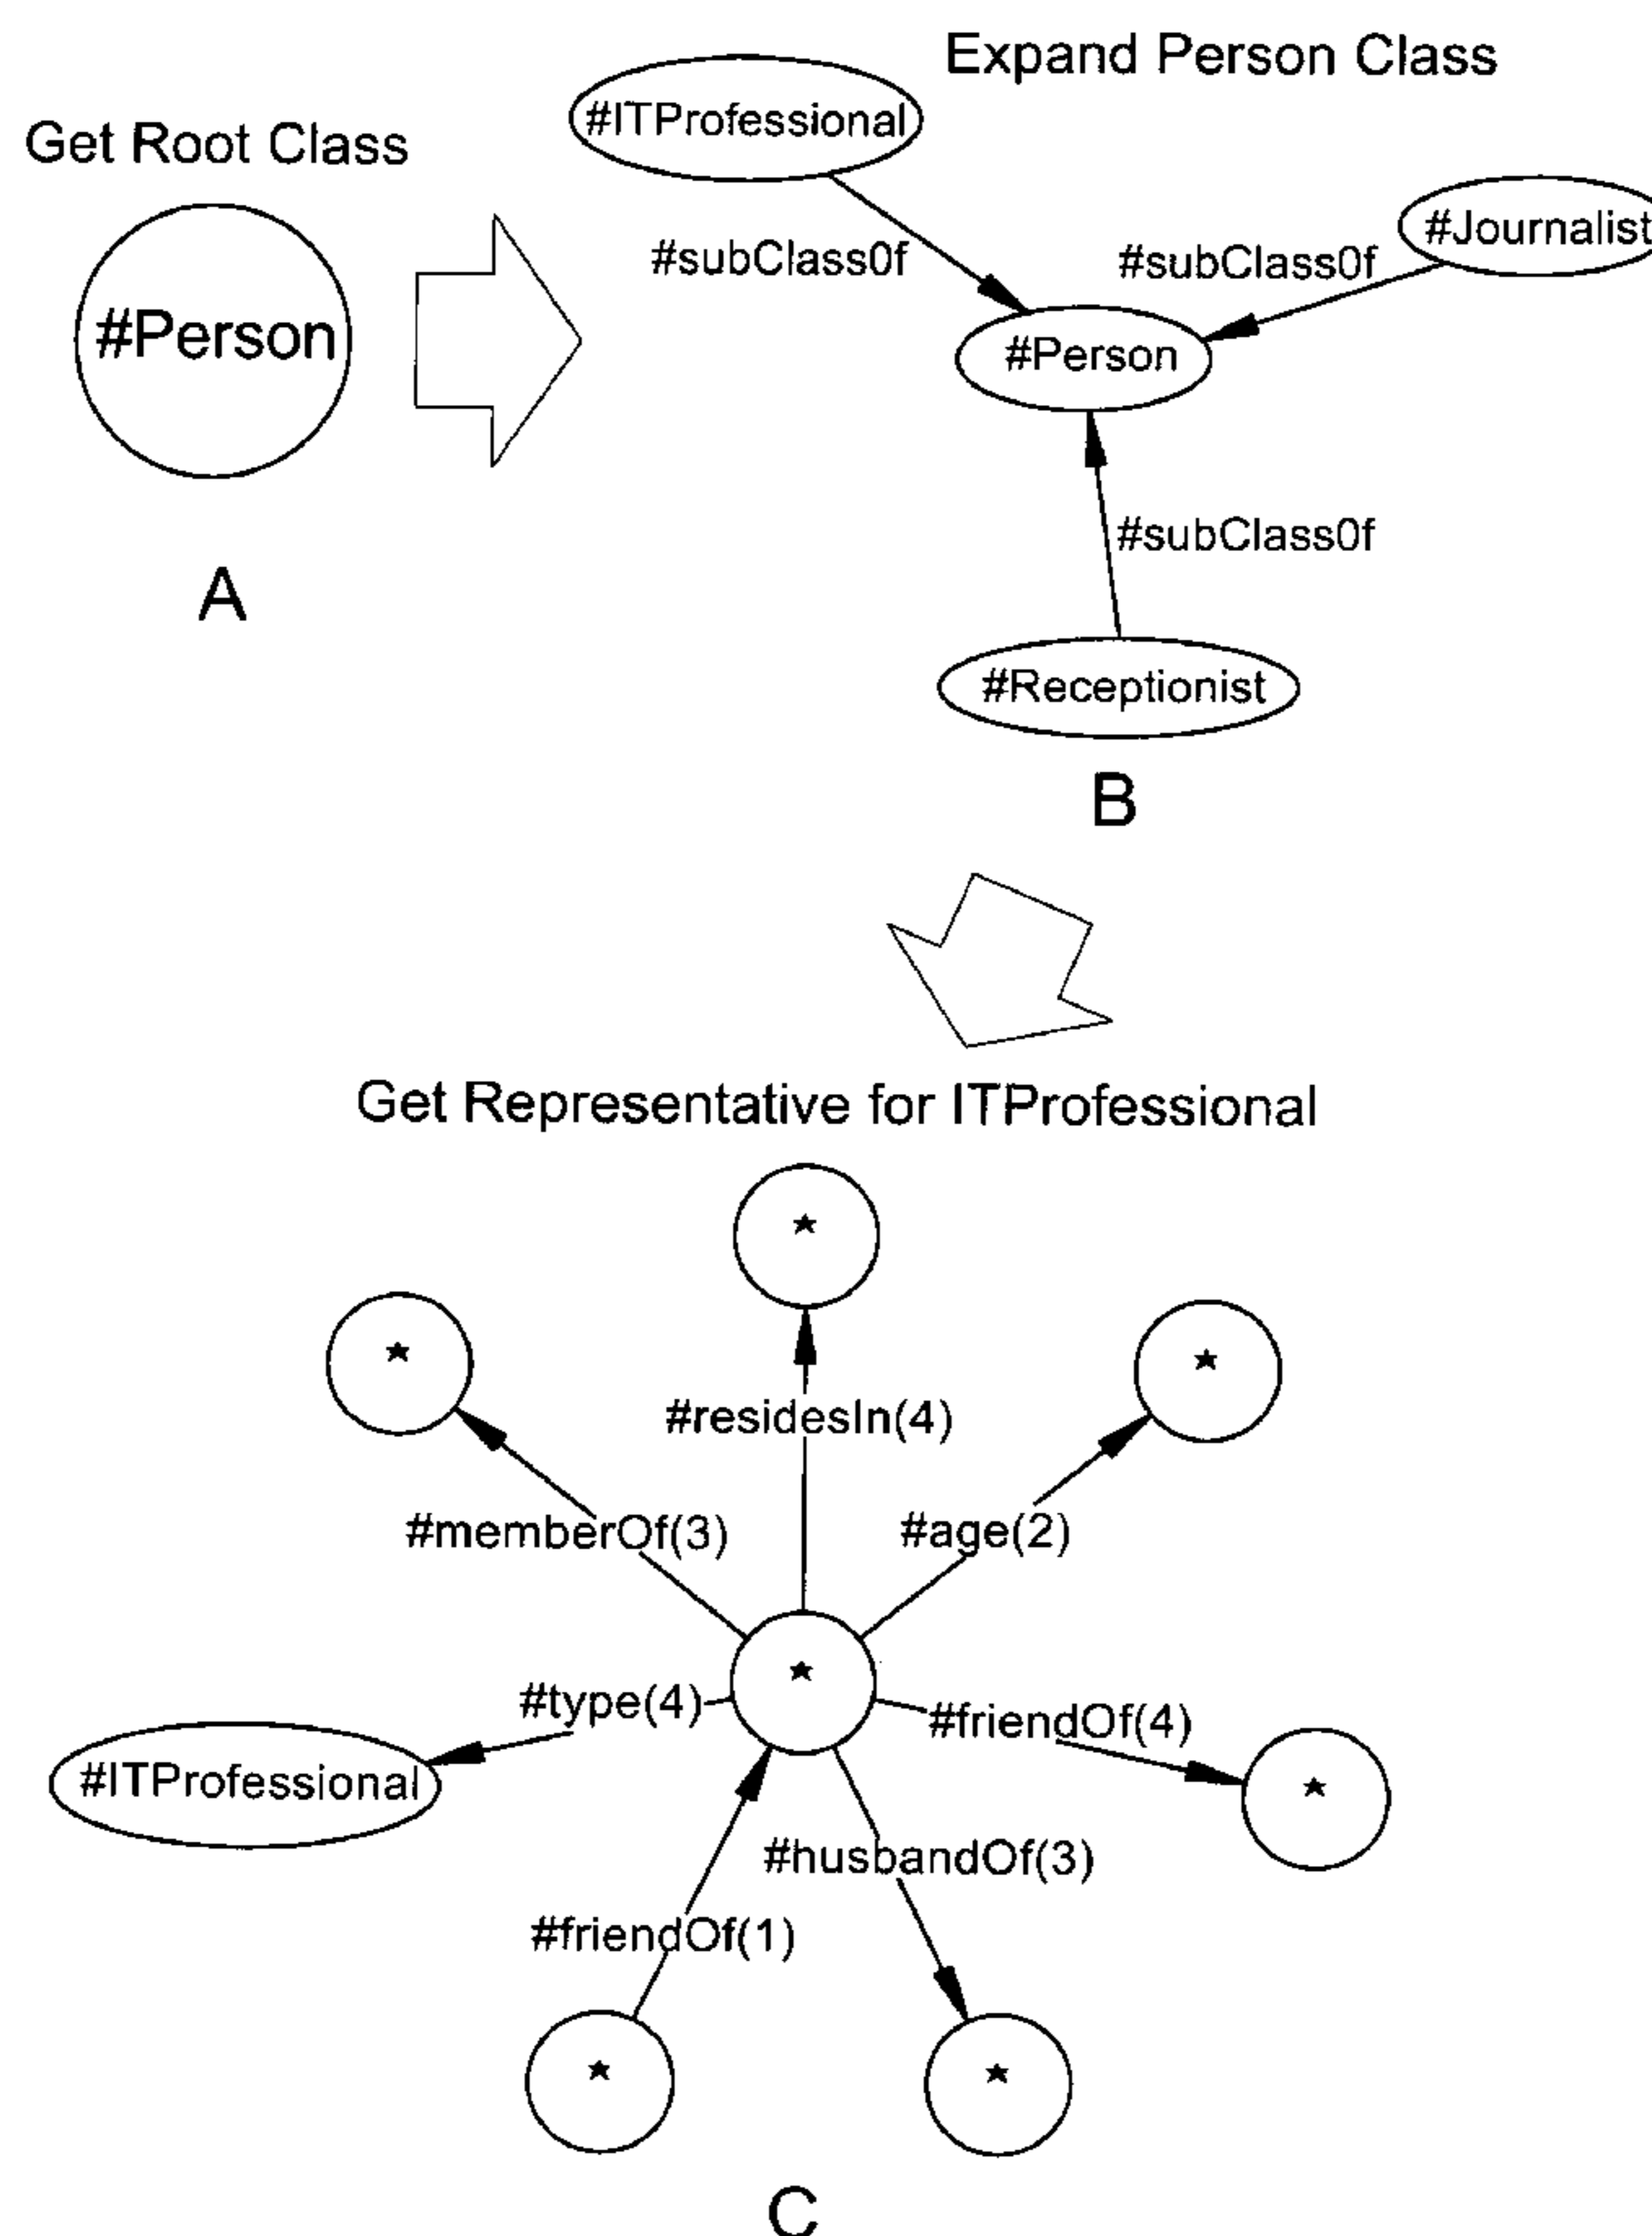 Get Root Class
#Person
A
Expand Person Class
#ITProfessional
#Journalist
#subClass0f
#subClass0f
#Person
#subClass0f
#Receptionist
B
Get Representative for ITProfessional
*
*
*
#residesIn(4)
#memberOf(3)
#age(2)
*
#type(4)
#friendOf(4)
#ITProfessional
*
#husbandOf(3)
#friendOf(1)
*
*
C